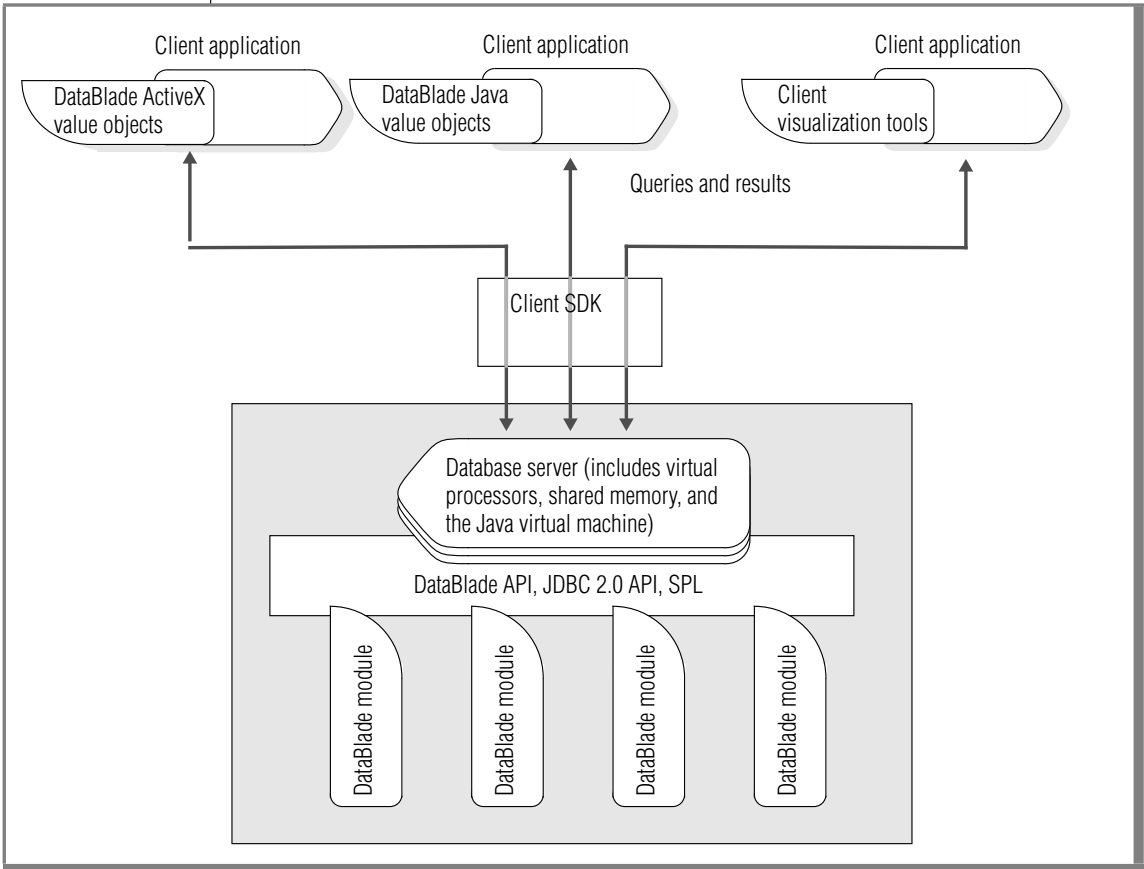 Client application
Client application
Client application
DataBlade ActiveX
value objects
DataBlade Java
value objects
Client
visualization tools
Queries and results
Client SDK
Database server (includes virtual
processors, shared memory, and
the Java virtual machine)
DataBlade API, JDBC 2.0 API, SPL
DataBlade module
DataBlade module
DataBlade module
DataBlade module